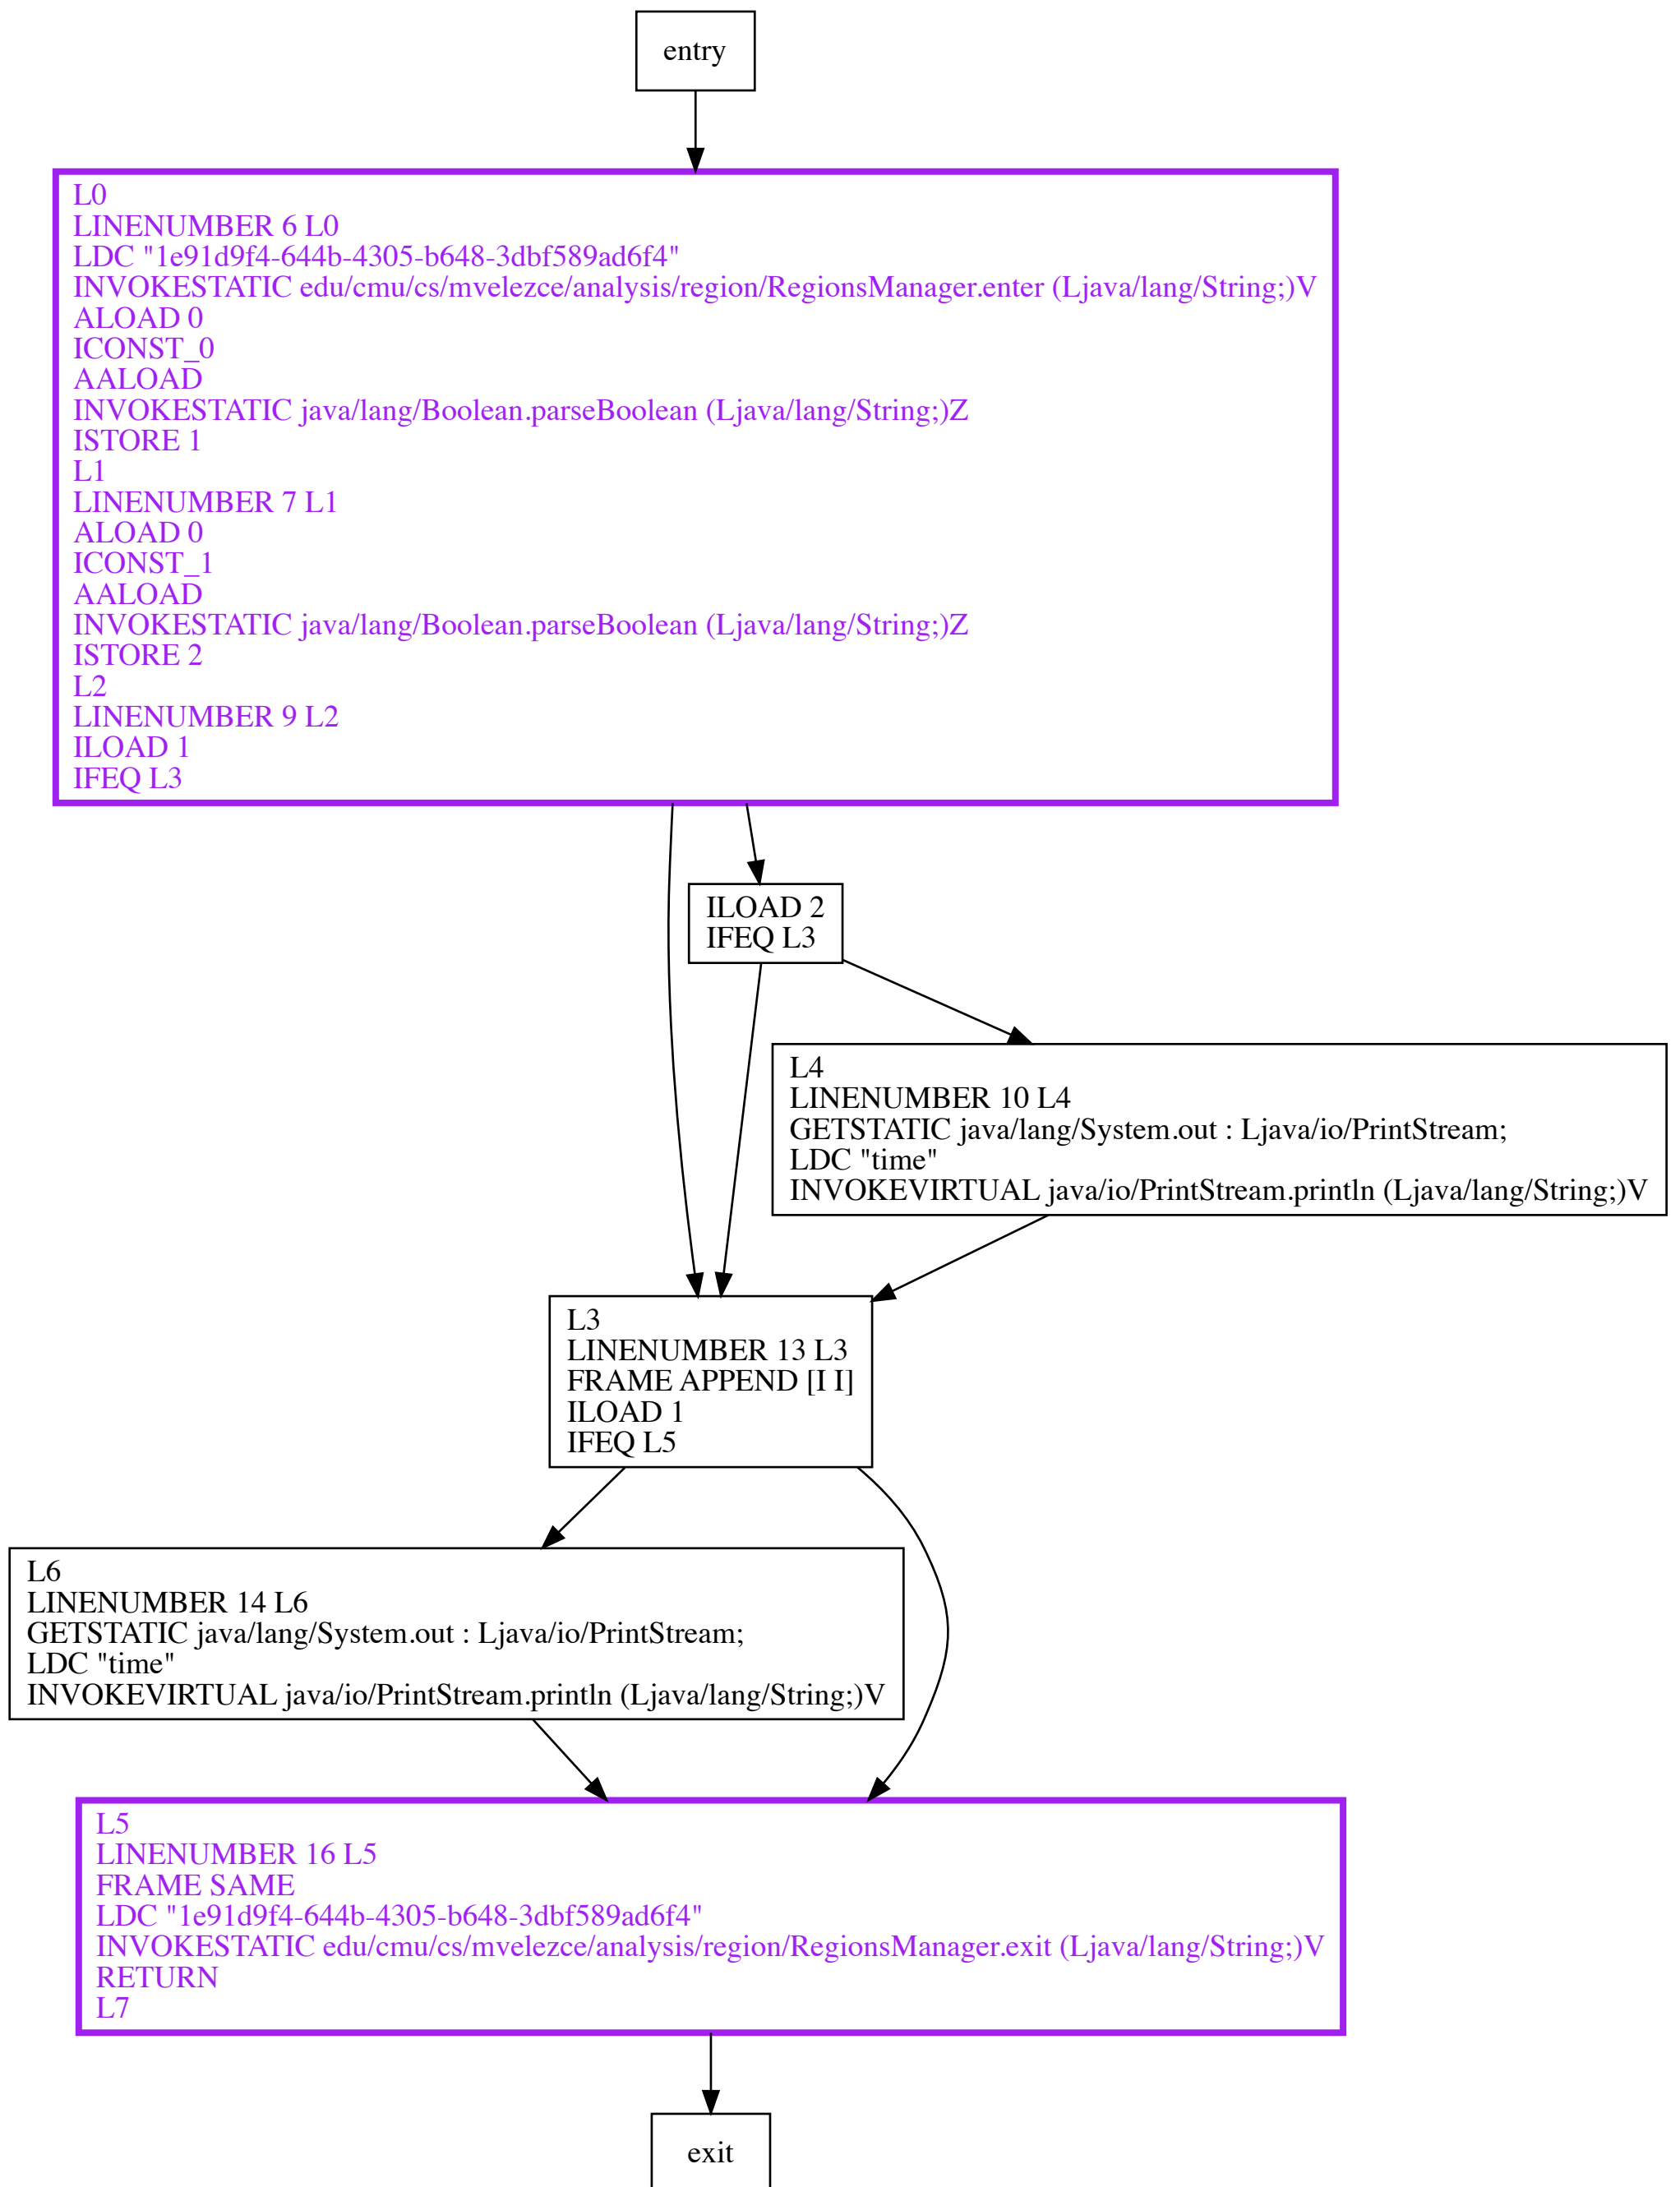 entry
L0
LINENUMBER 6 L0
LDC "1e91d9f4-644b-4305-b648-3dbf589ad6f4"
INVOKESTATIC edu/cmu/cs/mvelezce/analysis/region/RegionsManager.enter (Ljava/lang/String;)V
ALOAD 0
ICONST_0
AALOAD
INVOKESTATIC java/lang/Boolean.parseBoolean (Ljava/lang/String;)Z
ISTORE 1
L1
LINENUMBER 7 L1
ALOAD 0
ICONST_1
AALOAD
INVOKESTATIC java/lang/Boolean.parseBoolean (Ljava/lang/String;)Z
ISTORE 2
L2
LINENUMBER 9 L2
ILOAD 1
IFEQ L3
ILOAD 2
IFEQ L3
L4
LINENUMBER 10 L4
GETSTATIC java/lang/System.out : Ljava/io/PrintStream;
LDC "time"
INVOKEVIRTUAL java/io/PrintStream.println (Ljava/lang/String;)V
L3
LINENUMBER 13 L3
FRAME APPEND [I I]
ILOAD 1
IFEQ L5
L6
LINENUMBER 14 L6
GETSTATIC java/lang/System.out : Ljava/io/PrintStream;
LDC "time"
INVOKEVIRTUAL java/io/PrintStream.println (Ljava/lang/String;)V
L5
LINENUMBER 16 L5
FRAME SAME
LDC "1e91d9f4-644b-4305-b648-3dbf589ad6f4"
INVOKESTATIC edu/cmu/cs/mvelezce/analysis/region/RegionsManager.exit (Ljava/lang/String;)V
RETURN
L7
exit